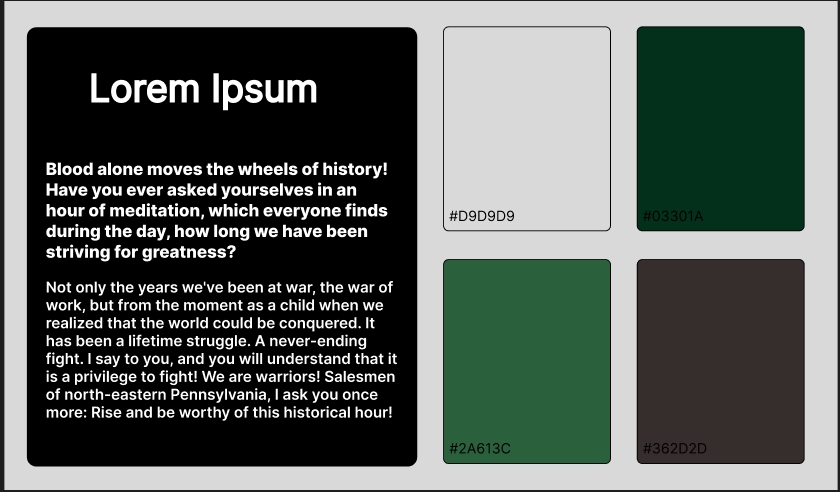 Lorem Ipsum
Blood alone moves the wheels of history!
Have you ever asked yourselves in an
hour of meditation, which everyone finds
during the day, how long we have been
striving for greatness?
Not only the years we've been at war, the war of
work, but from the moment as a child when we
realized that the world could be conquered. It
has been a lifetime struggle. A never-ending
fight. I say to you, and you will understand that it
is a privilege to fight! We are warriors! Salesmen
of north-eastern Pennsylvania, I ask you once
more: Rise and be worthy of this historical hour!
#D9D9D9
#03301A
#2A613C
#362D2D